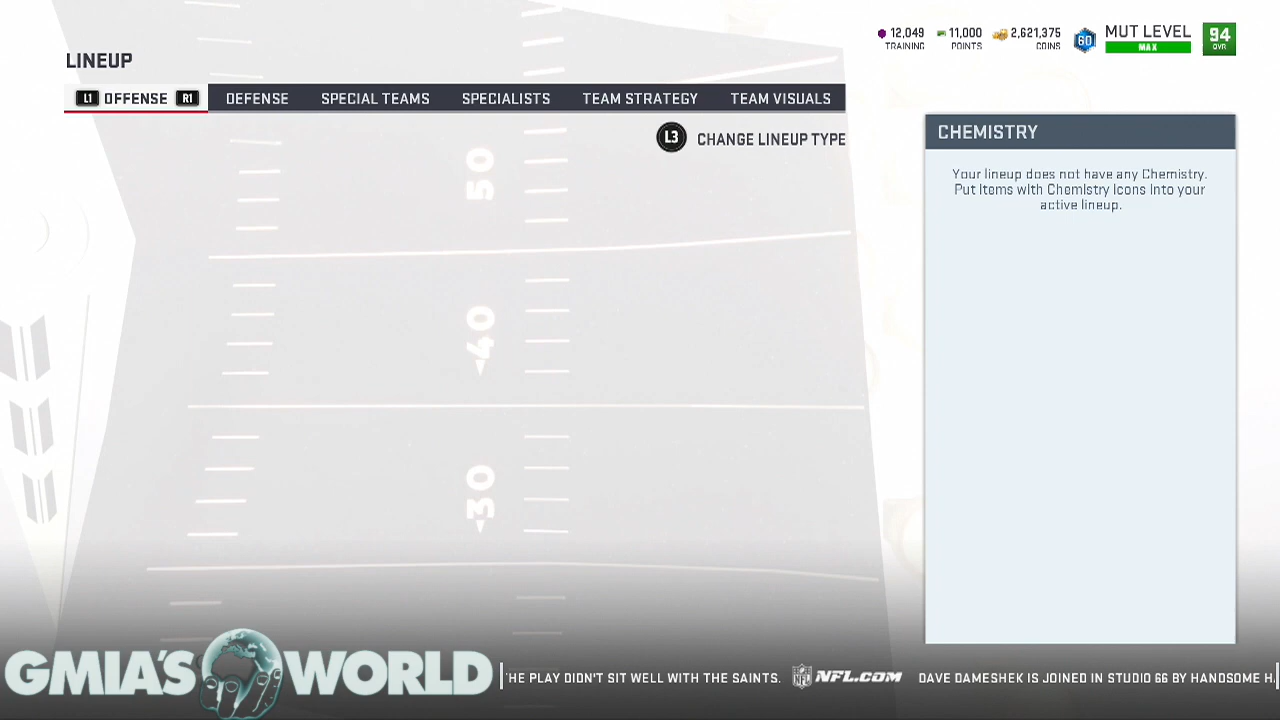 12,049
TRAINING
11,000
POINTS
2,621,375
COINS
60
MUT LEVEL
MAX
94
OVR
LINEUP
L1 OFFENSE R1 DEFENSE SPECIAL TEAMS SPECIALISTS TEAM STRATEGY TEAM VISUALS
L3 CHANGE LINEUP TYPE
CHEMISTRY
Your lineup does not have any Chemistry.
Put items with Chemistry icons into your
active lineup.
50
40
30
GMIA'S WORLD
HE PLAY DIDN'T SIT WELL WITH THE SAINTS. NFL NFL.COM DAVE DAMESHEK IS JOINED IN STUDIO 66 BY HANDSOME H